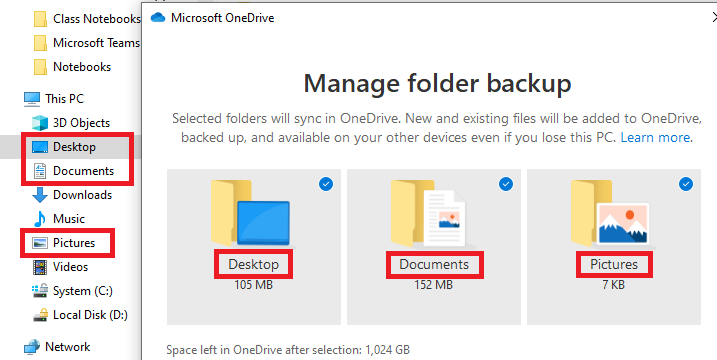 Class Notebooks
Microsoft Teams
Notebooks
This PC
3D Objects
Desktop
Documents
Downloads
Music
Pictures
Videos
System (C:)
Local Disk (D:)
Network
Microsoft OneDrive
Manage folder backup
Selected folders will sync in OneDrive. New and existing files will be added to OneDrive,
backed up, and available on your other devices even if you lose this PC. Learn more.
Desktop
105 MB
Documents
152 MB
Pictures
7 KB
Space left in OneDrive after selection: 1,024 GB